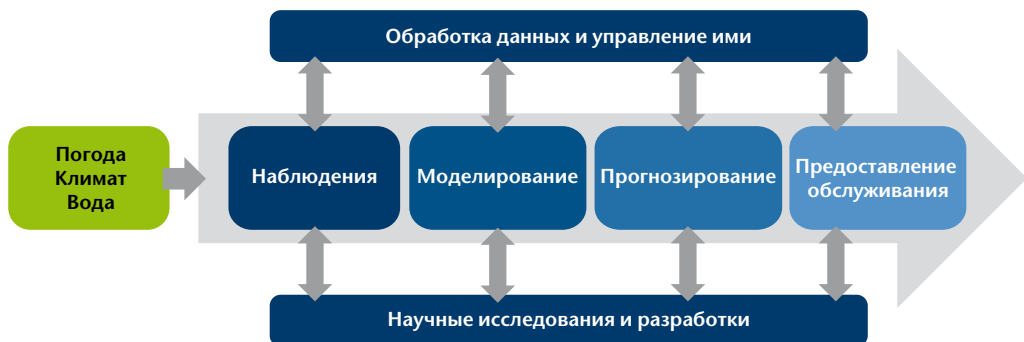 Обработка данных и управление ими
Погода
Климат
Вода
Наблюдения
Моделирование
Прогнозирование
Предоставление
обслуживания
Научные исследования и разработки